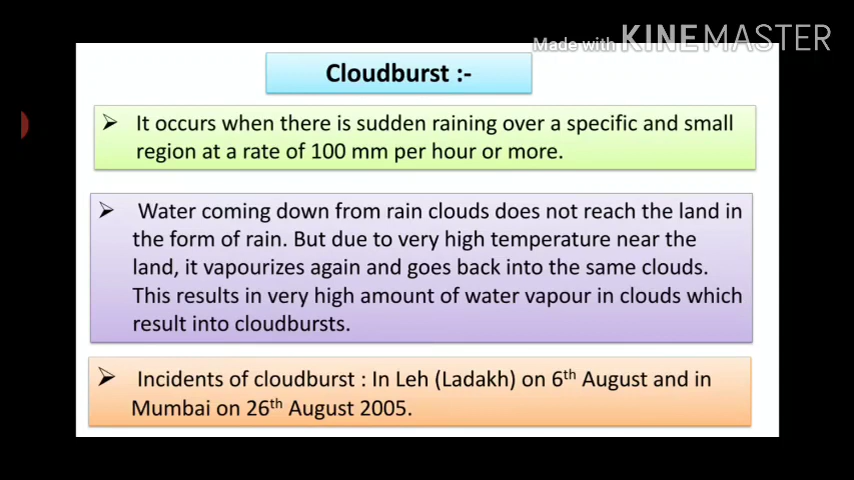 Made with KINEMASTER
Cloudburst :-
➢ It occurs when there is sudden raining over a specific and small
region at a rate of 100 mm per hour or more.
➢ Water coming down from rain clouds does not reach the land in
the form of rain. But due to very high temperature near the
land, it vapourizes again and goes back into the same clouds.
This results in very high amount of water vapour in clouds which
result into cloudbursts.
➢ Incidents of cloudburst : In Leh (Ladakh) on 6th August and in
Mumbai on 26th August 2005.